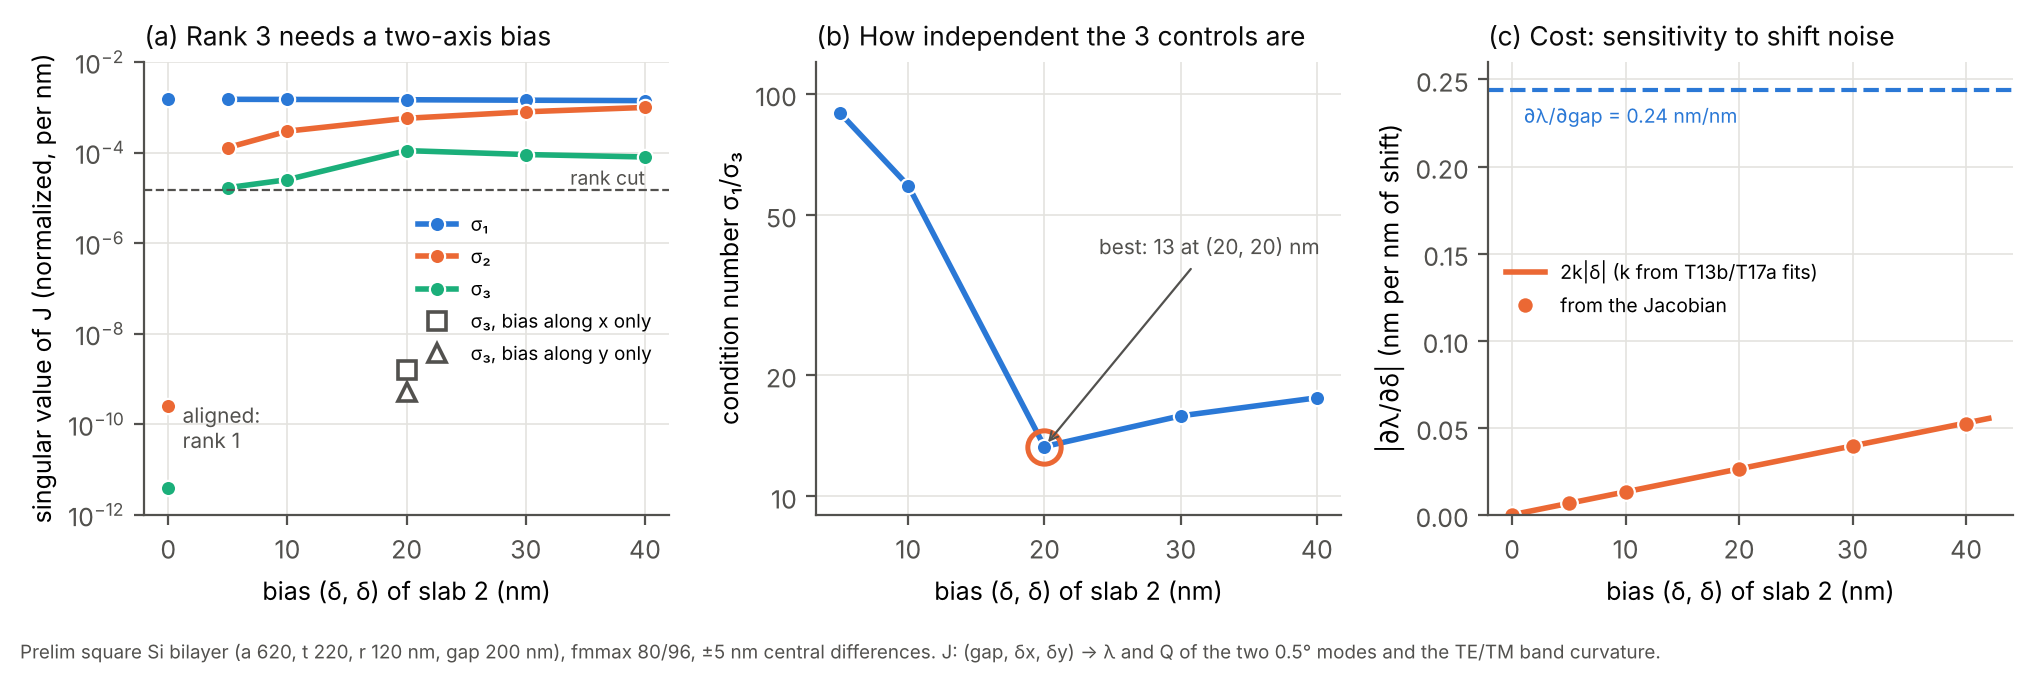 (a) Rank 3 needs a two-axis bias
singular value of J (normalized, per nm)
10⁻²
10⁻⁴
10⁻⁶
10⁻⁸
10⁻¹⁰
10⁻¹²
rank cut
σ₁
σ₂
σ₃
σ₃, bias along x only
σ₃, bias along y only
aligned:
rank 1
0 10 20 30 40
bias (δ, δ) of slab 2 (nm)
(b) How independent the 3 controls are
condition number σ₁/σ₃
100
50
20
10
best: 13 at (20, 20) nm
10 20 30 40
bias (δ, δ) of slab 2 (nm)
(c) Cost: sensitivity to shift noise
|∂λ/∂δ| (nm per nm of shift)
0.25
0.20
0.15
0.10
0.05
0.00
∂λ/∂gap = 0.24 nm/nm
2k|δ| (k from T13b/T17a fits)
from the Jacobian
0 10 20 30 40
bias (δ, δ) of slab 2 (nm)
Prelim square Si bilayer (a 620, t 220, r 120 nm, gap 200 nm), fmmax 80/96, ±5 nm central differences. J: (gap, δx, δy) → λ and Q of the two 0.5° modes and the TE/TM band curvature.